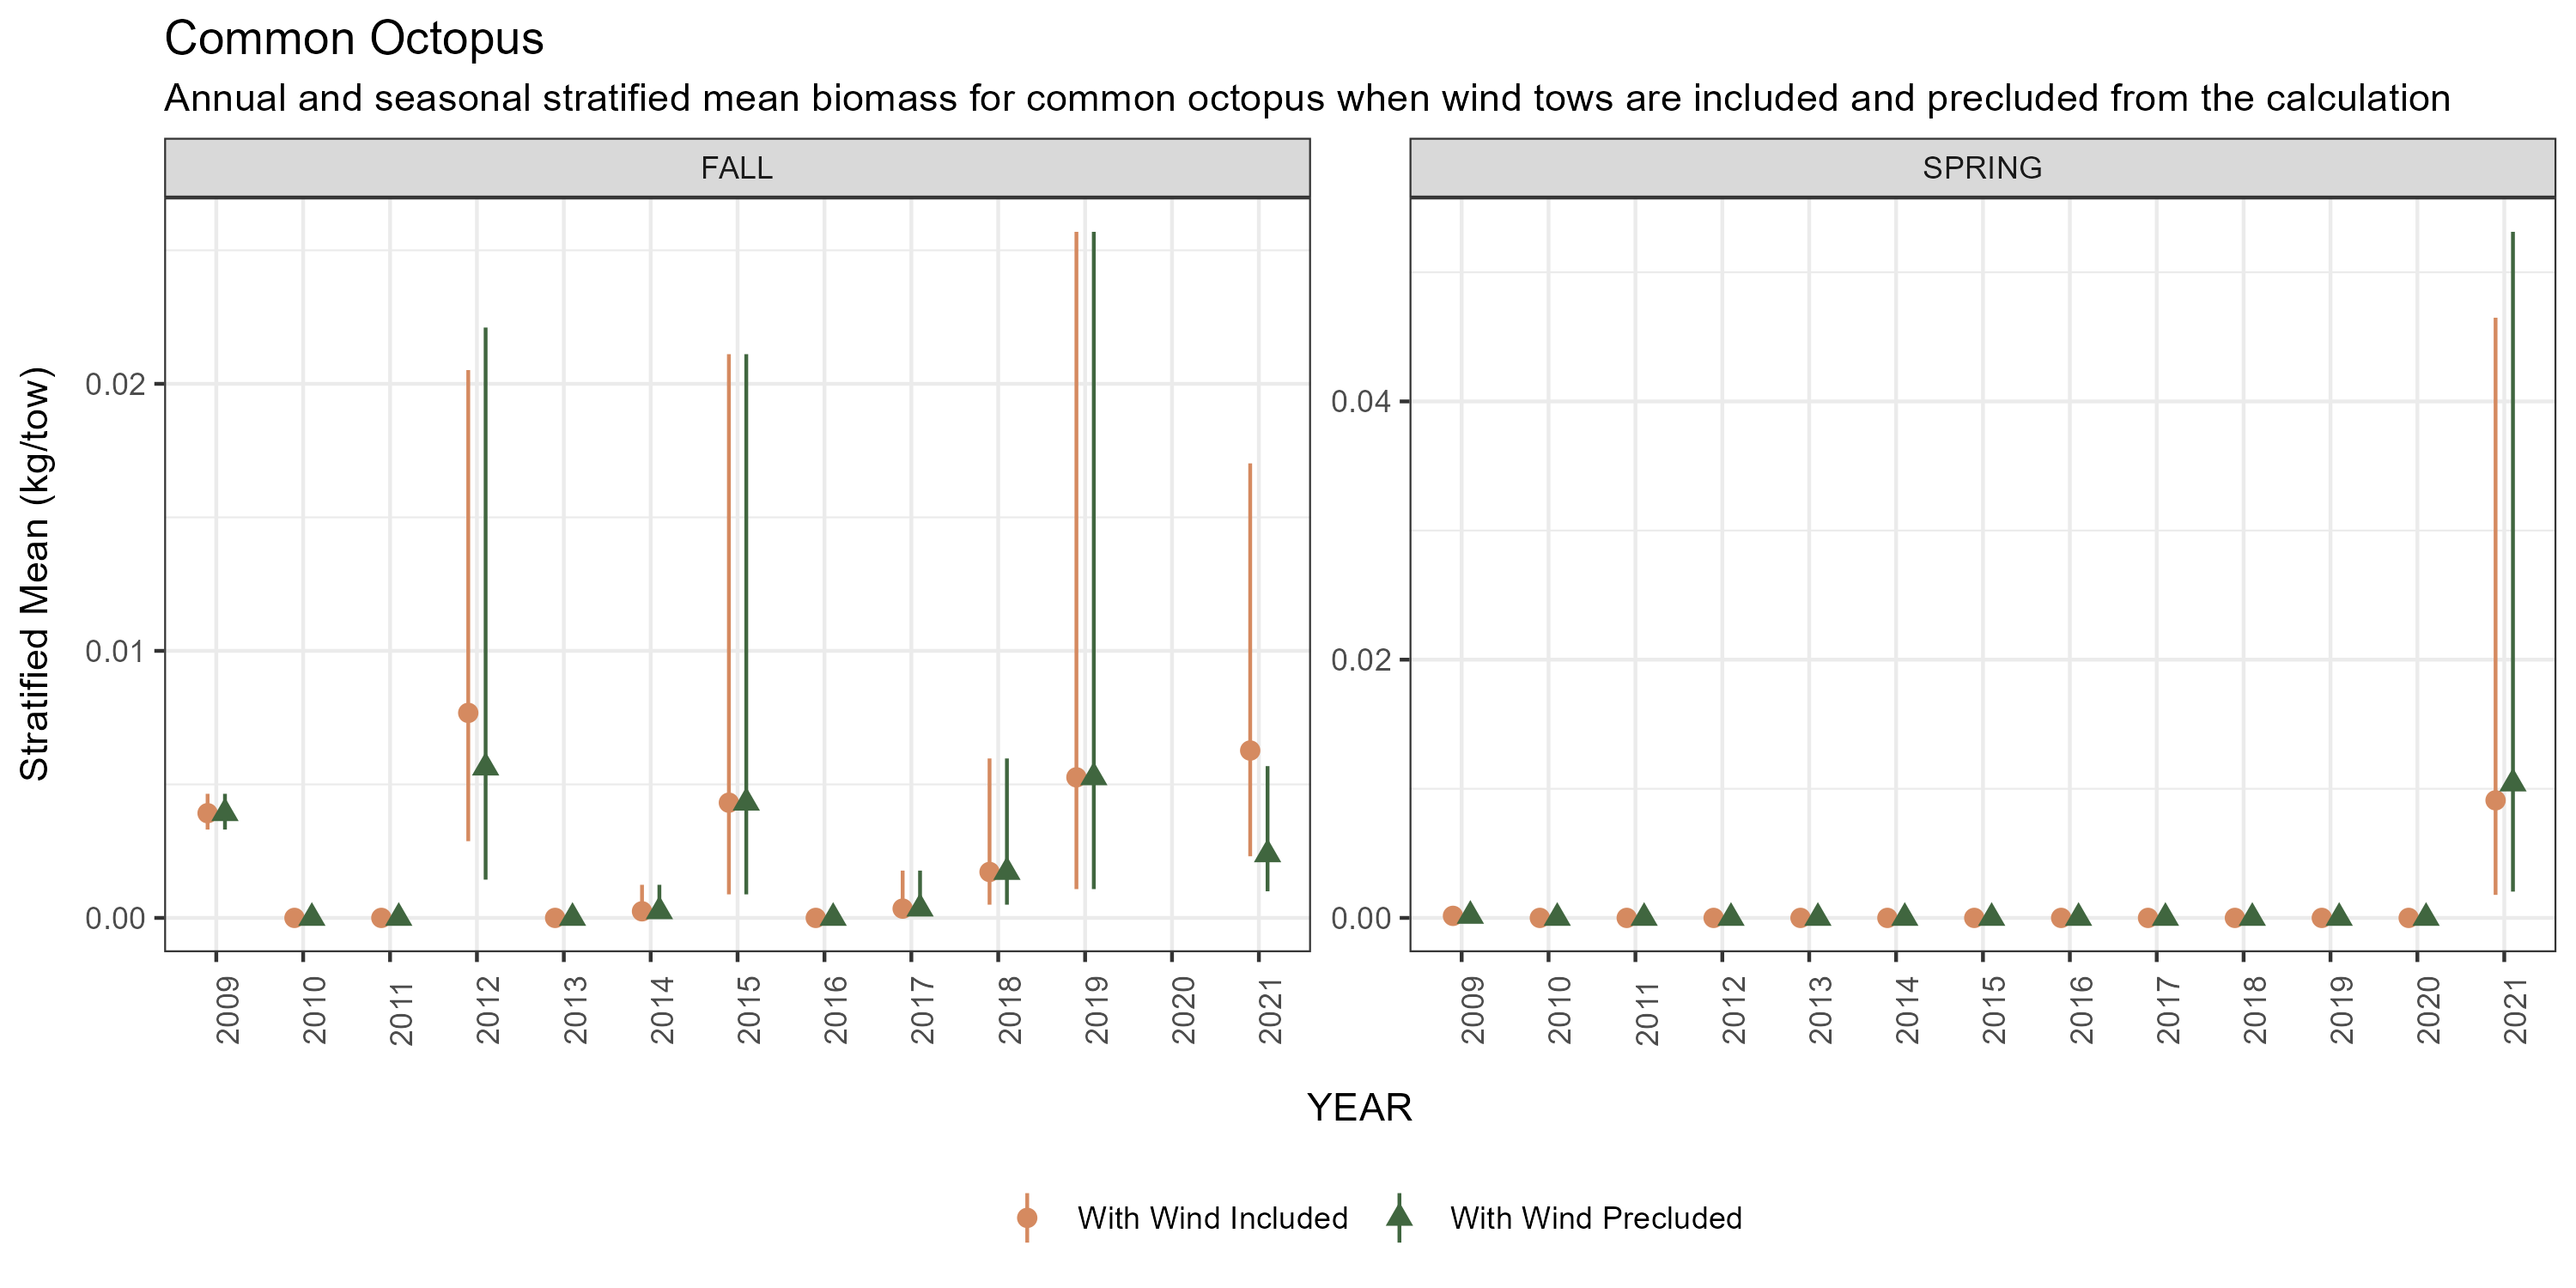 Common Octopus
Annual and seasonal stratified mean biomass for common octopus when wind tows are included and precluded from the calculation
FALL
SPRING
Stratified Mean (kg/tow)
0.02
0.01
0.00
0.04
0.02
0.00
2009 2010 2011 2012 2013 2014 2015 2016 2017 2018 2019 2020 2021
2009 2010 2011 2012 2013 2014 2015 2016 2017 2018 2019 2020 2021
YEAR
With Wind Included
With Wind Precluded